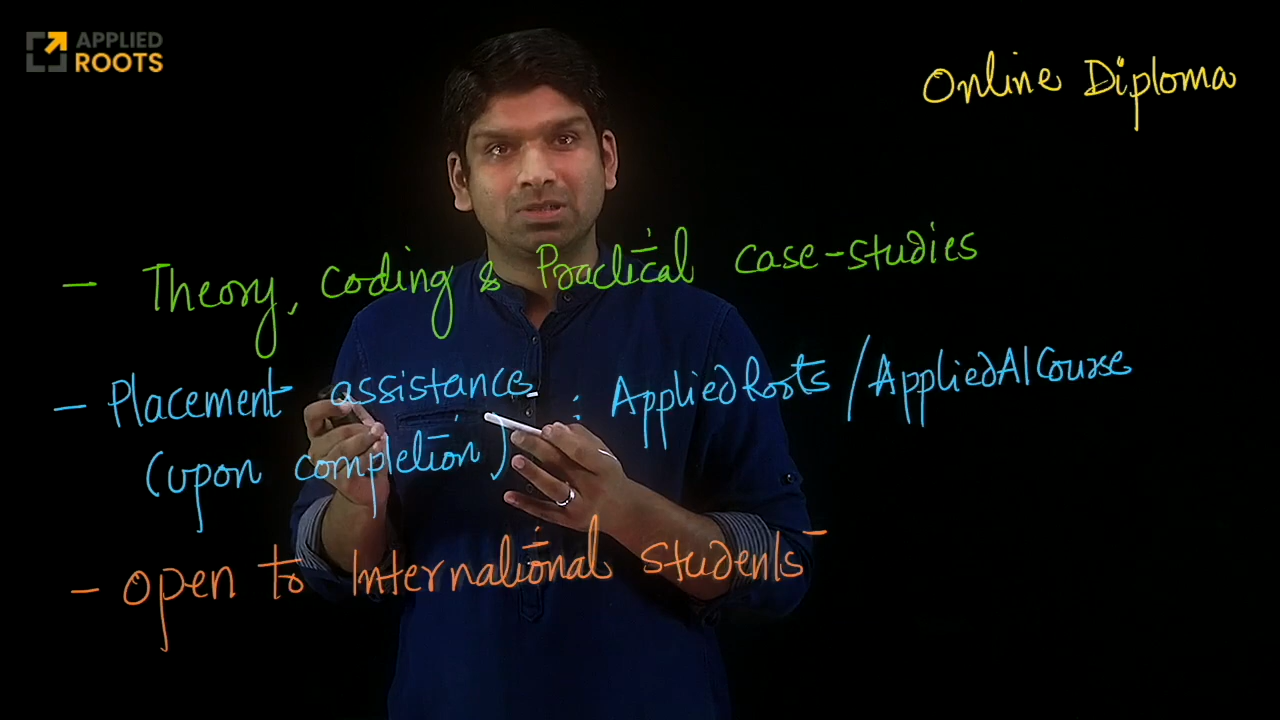 APPLIED
ROOTS
Online Diploma
- Theory, coding & Practical case-studies
- Placement assistance : AppliedRoots / AppliedAICourse
(upon completion)
- Open to International students